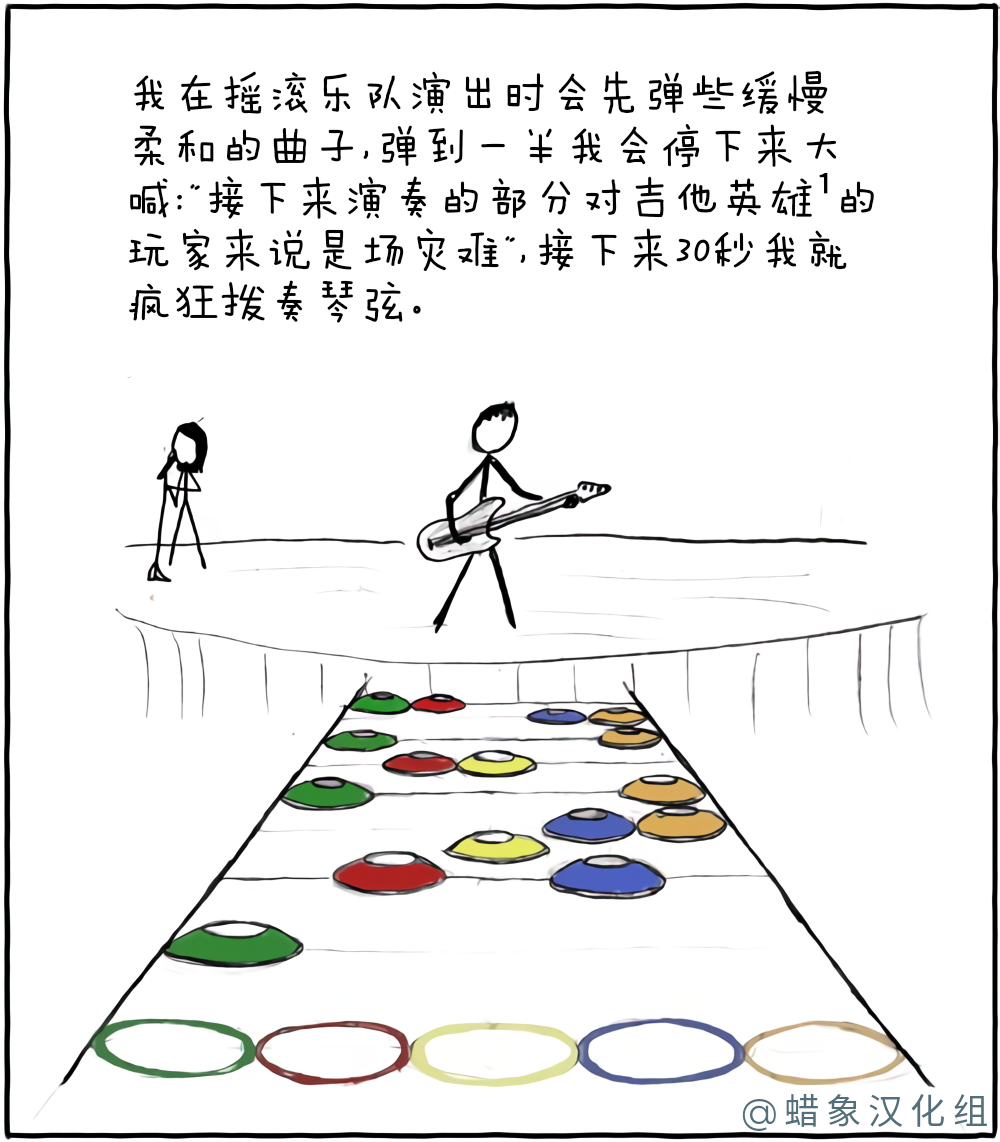 我在摇滚乐队演出时会先弹些缓慢
柔和的曲子,弹到一半我会停下来大
喊:"接下来演奏的部分对吉他英雄¹的
玩家来说是场灾难",接下来30秒我就
疯狂拨奏琴弦。
@蜡象汉化组